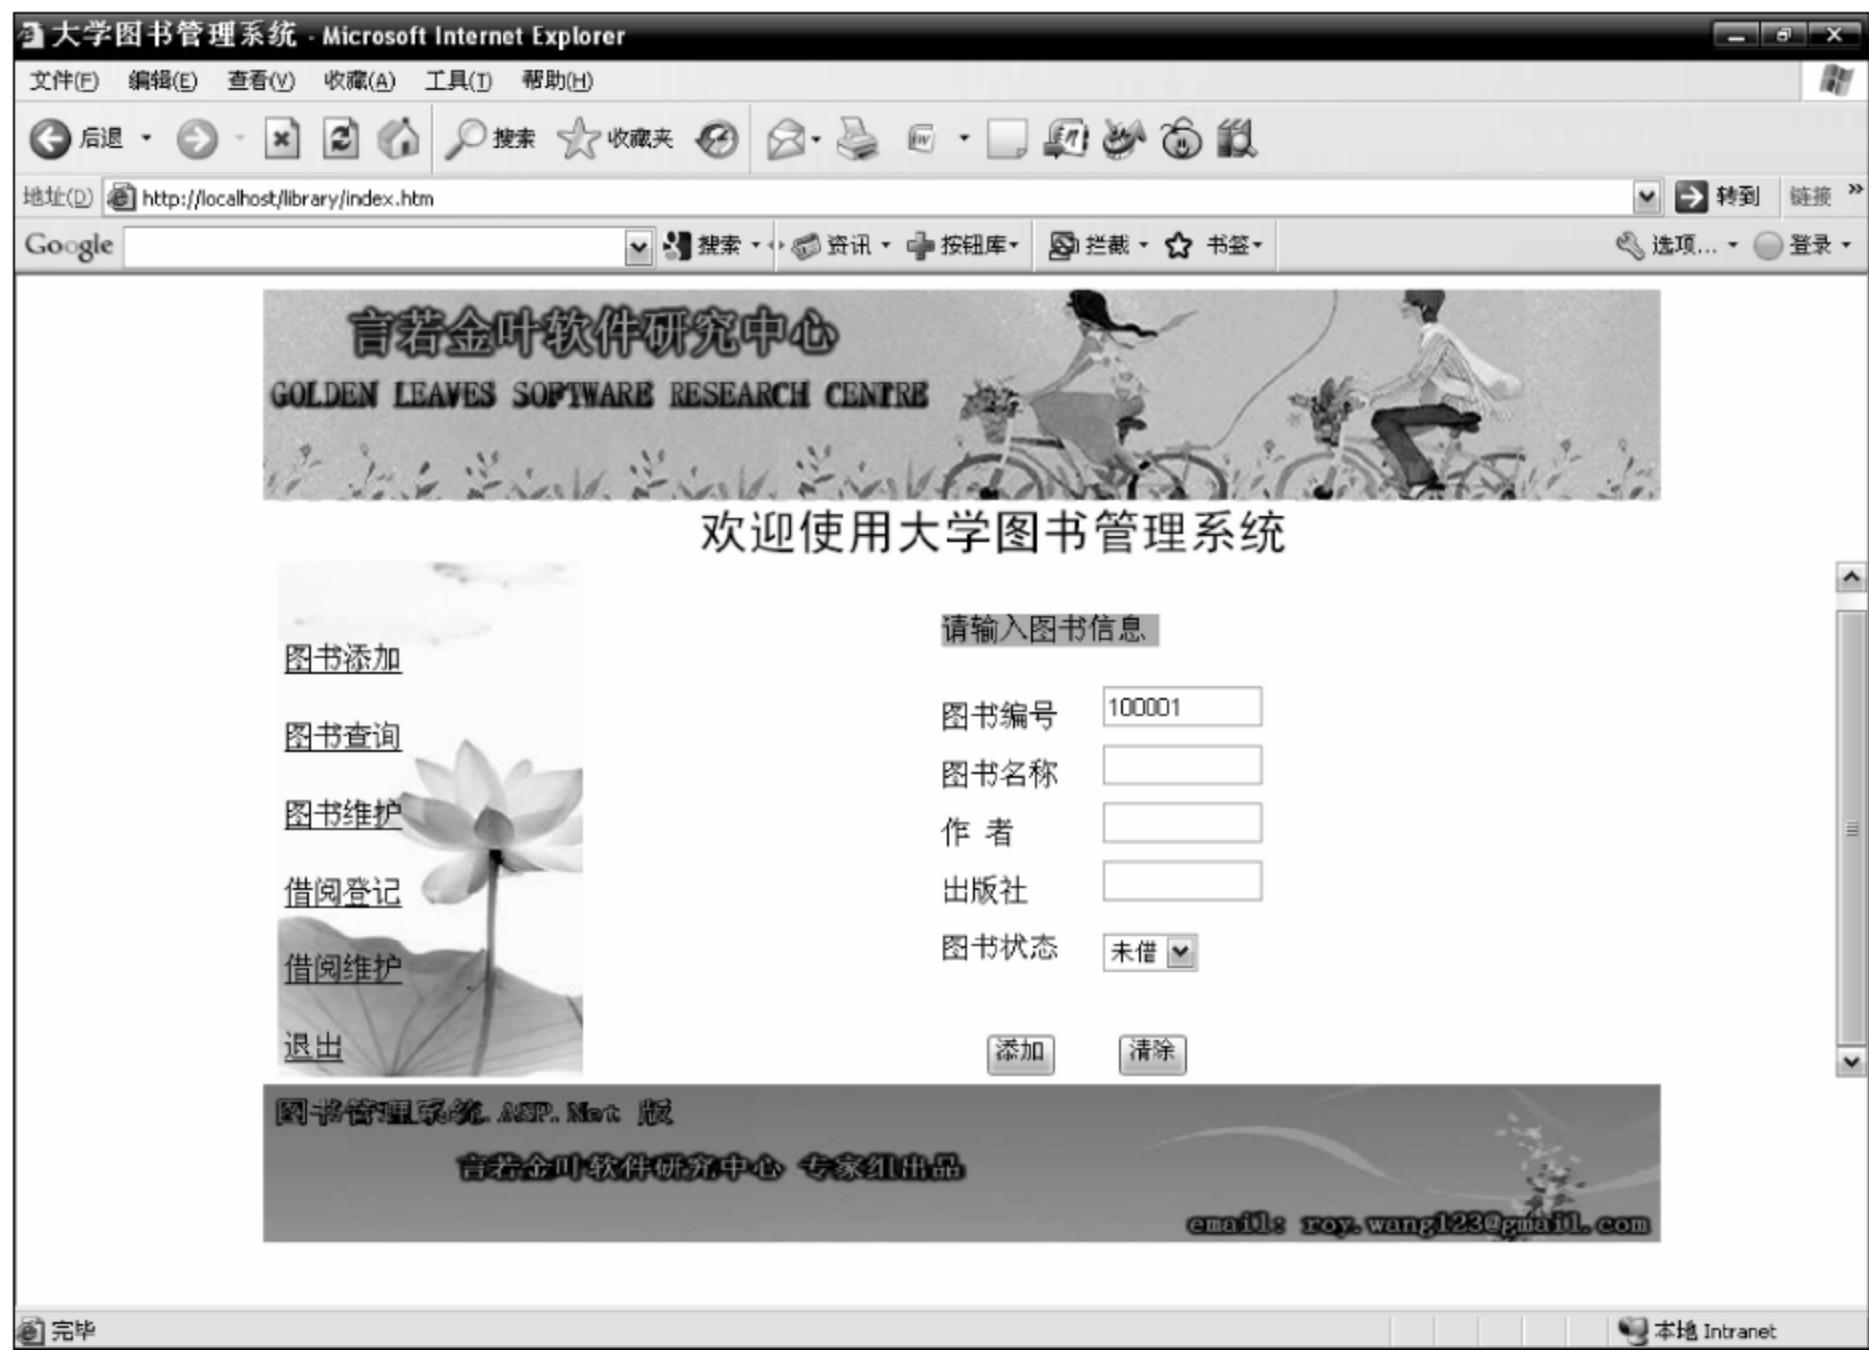 大学图书管理系统 - Microsoft Internet Explorer
文件(F) 编辑(E) 查看(V) 收藏(A) 工具(T) 帮助(H)
后退 搜索 收藏夹
地址(D) http://localhost/library/index.htm 转到 链接 »
Google 搜索 资讯 按钮库 拦截 书签 选项... 登录
言若金叶软件研究中心
GOLDEN LEAVES SOFTWARE RESEARCH CENTRE
欢迎使用大学图书管理系统
图书添加
图书查询
图书维护
借阅登记
借阅维护
退出
请输入图书信息
图书编号 100001
图书名称
作 者
出版社
图书状态 未借
添加 清除
图书管理系统.ASP.Net 版
言若金叶软件研究中心 专家组出品
email: roy.wang123@gmail.com
完毕 本地 Intranet